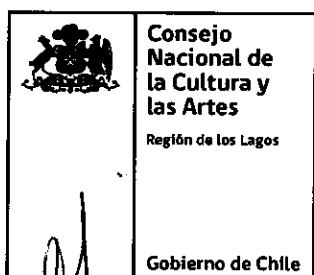 Consejo
Nacional de
la Cultura y
las Artes
Región de los Lagos
Gobierno de Chile